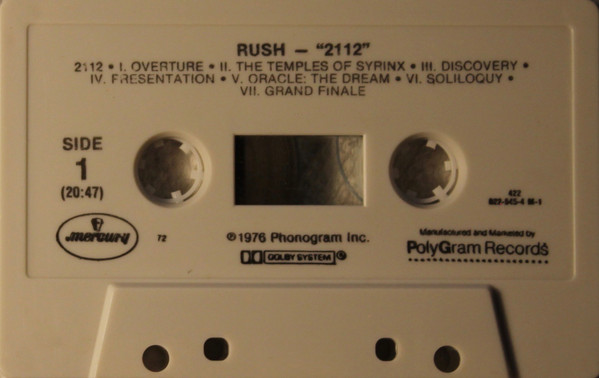 RUSH — "2112"
2112 • I. OVERTURE • II. THE TEMPLES OF SYRINX • III. DISCOVERY •
IV. PRESENTATION • V. ORACLE: THE DREAM • VI. SOLILOQUY •
VII. GRAND FINALE
SIDE
1
(20:47)
422
822-545-4 M-1
mercury
72
℗1976 Phonogram Inc.
DOLBY SYSTEM ®
Manufactured and Marketed by
PolyGram Records